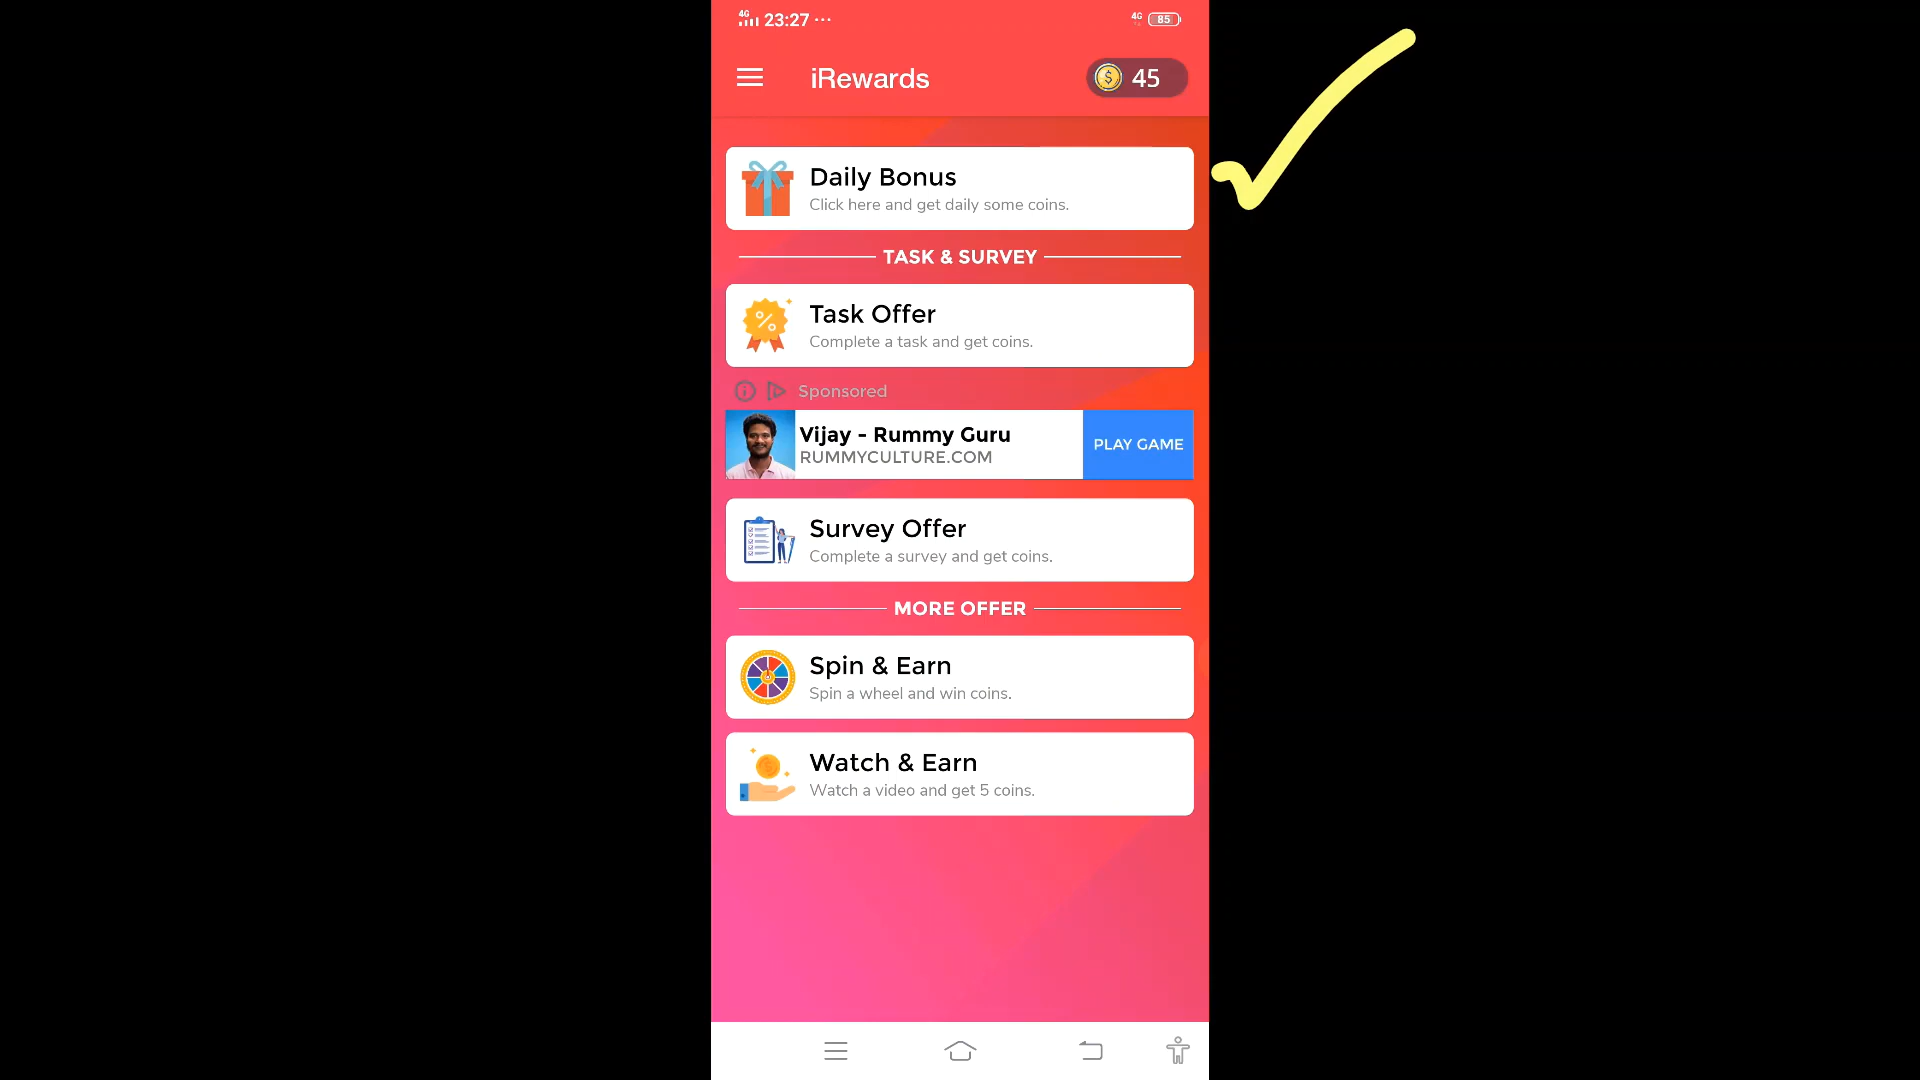 4G 23:27 ... 4G 85
iRewards 45
Daily Bonus
Click here and get daily some coins.
TASK & SURVEY
Task Offer
Complete a task and get coins.
Sponsored
Vijay - Rummy Guru
RUMMYCULTURE.COM
PLAY GAME
Survey Offer
Complete a survey and get coins.
MORE OFFER
Spin & Earn
Spin a wheel and win coins.
Watch & Earn
Watch a video and get 5 coins.